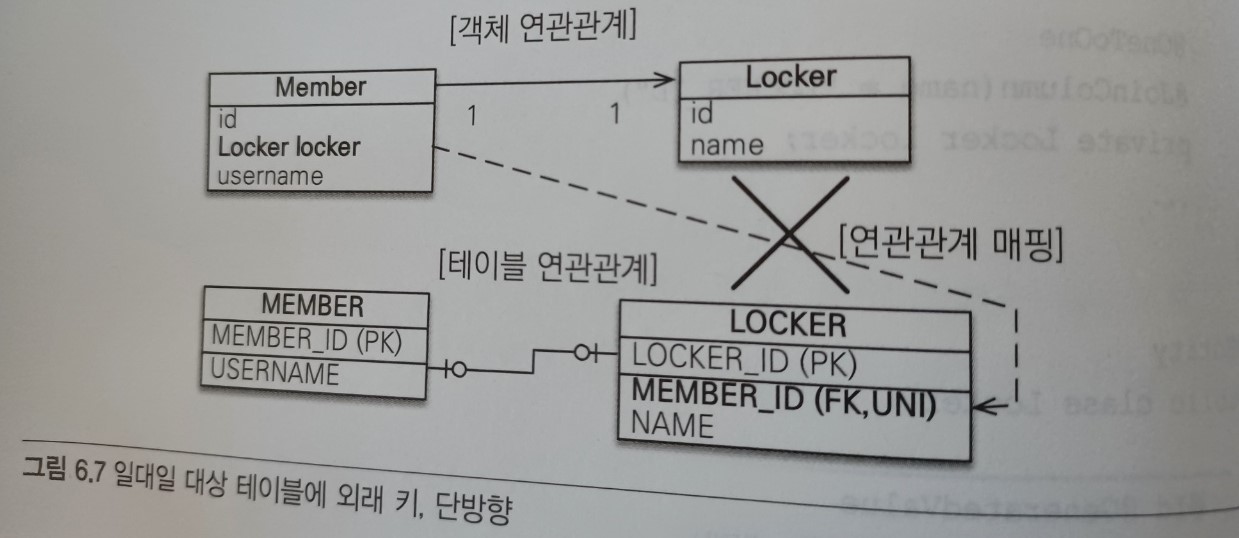 [객체 연관관계]
Member
id
Locker locker
username
1
1
Locker
id
name
[연관관계 매핑]
[테이블 연관관계]
MEMBER
MEMBER_ID (PK)
USERNAME
LOCKER
LOCKER_ID (PK)
MEMBER_ID (FK,UNI)
NAME
그림 6.7 일대일 대상 테이블에 외래 키, 단방향